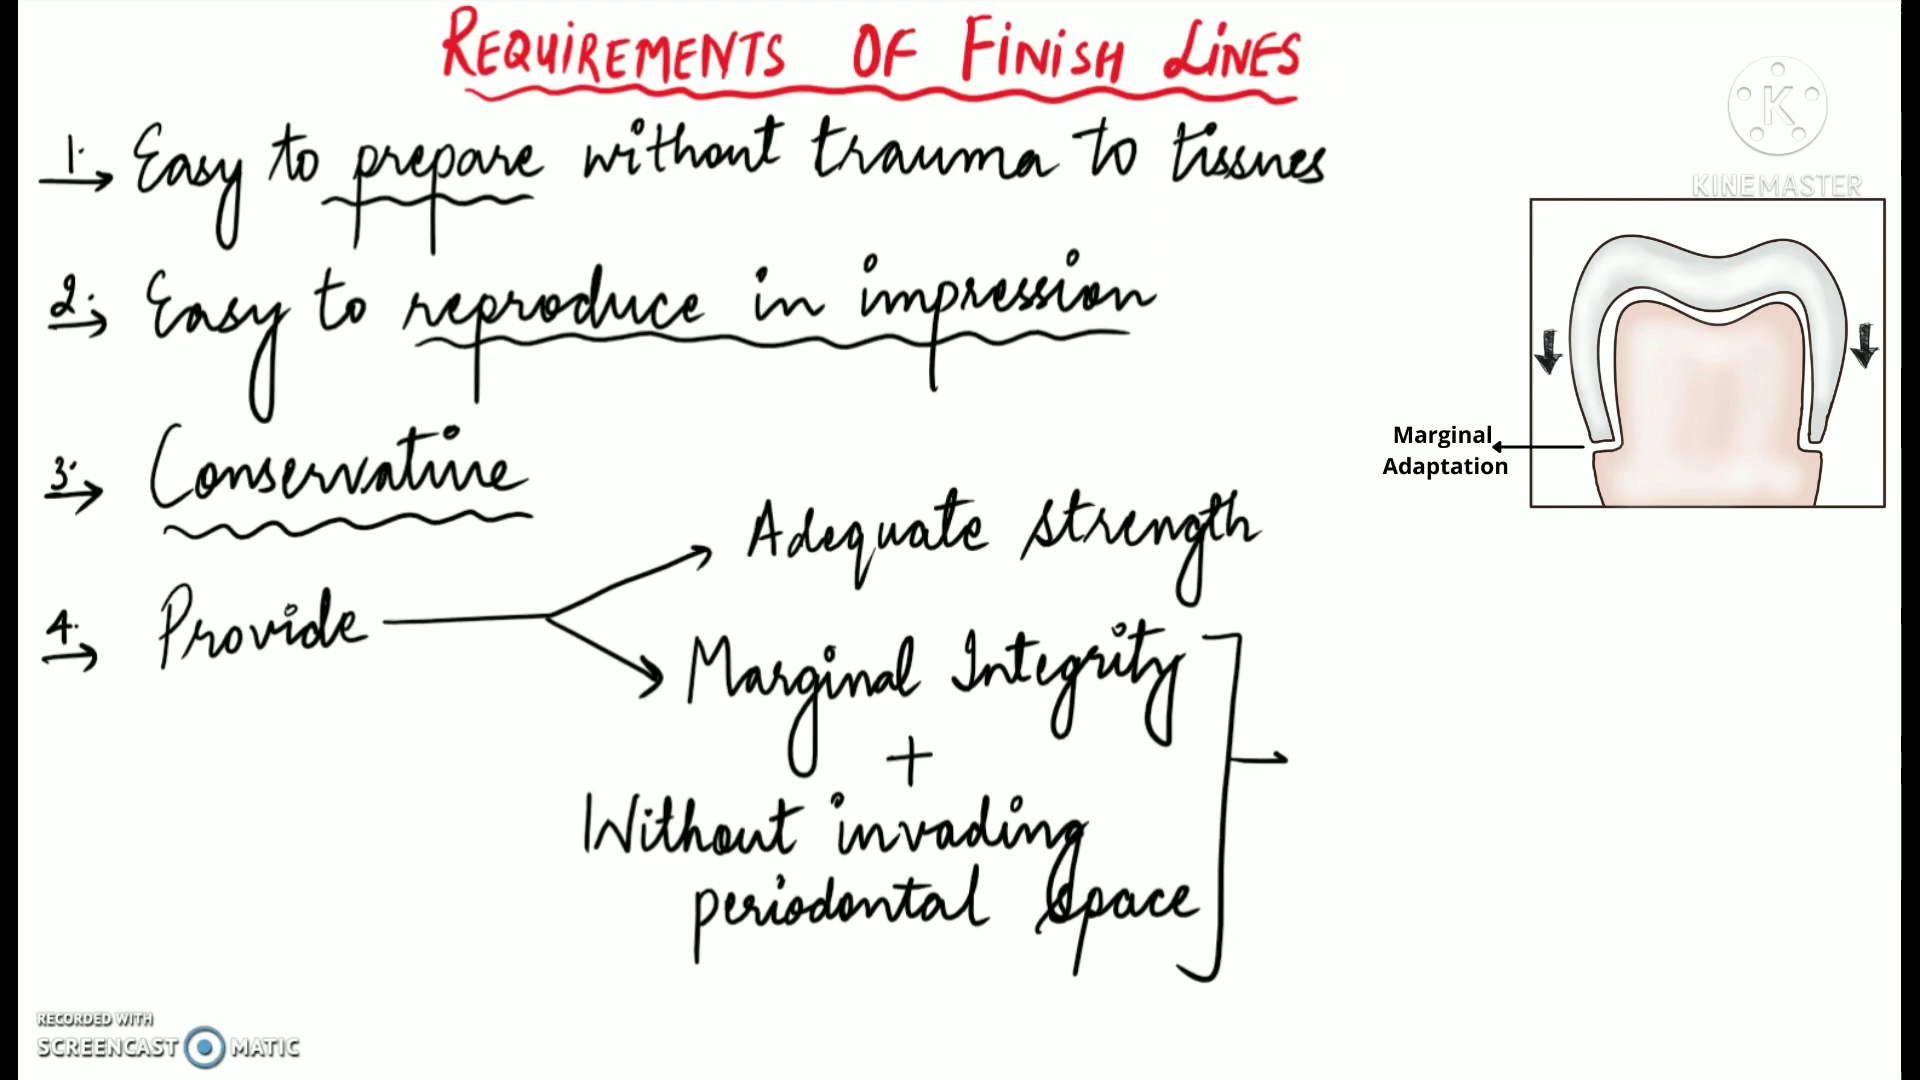 REQUIREMENTS OF FINISH LINES
1. Easy to prepare without trauma to tissues
2. Easy to reproduce in impression
3. Conservative
4. Provide
Adequate strength
Marginal Integrity
+
Without invading
periodontal space
K
KINEMASTER
Marginal
Adaptation
RECORDED WITH
SCREENCAST MATIC